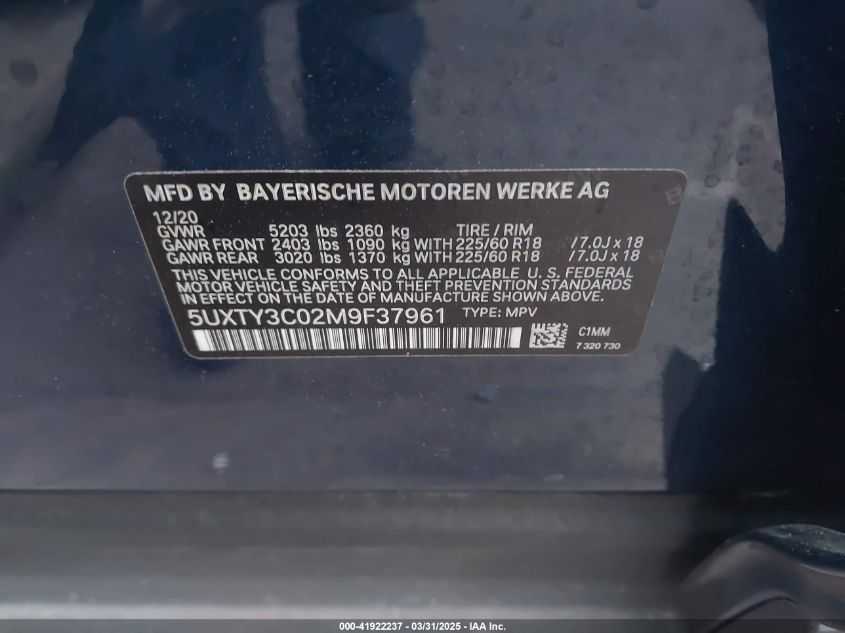 MFD BY BAYERISCHE MOTOREN WERKE AG
12/20
GVWR 5203 lbs 2360 kg TIRE / RIM
GAWR FRONT 2403 lbs 1090 kg WITH 225/60 R18 / 7.0J x 18
GAWR REAR 3020 lbs 1370 kg WITH 225/60 R18 / 7.0J x 18
THIS VEHICLE CONFORMS TO ALL APPLICABLE U. S. FEDERAL
MOTOR VEHICLE SAFETY AND THEFT PREVENTION STANDARDS
IN EFFECT ON THE DATE OF MANUFACTURE SHOWN ABOVE.
5UXTY3C02M9F37961 TYPE: MPV
C1MM
7 320 730
000-41922237 - 03/31/2025 - IAA Inc.